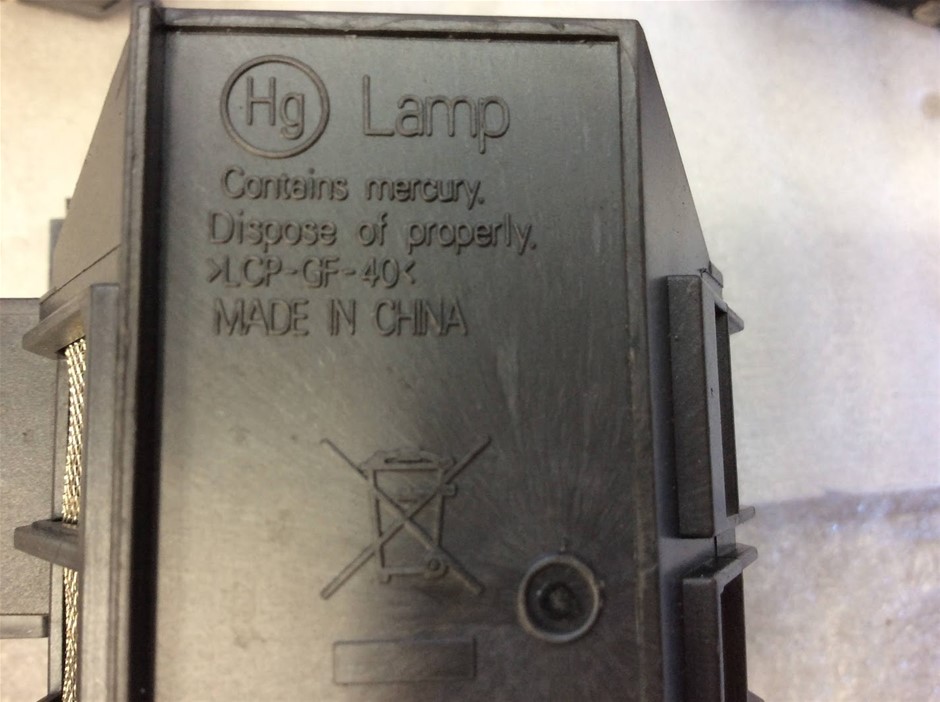 Hg Lamp
Contains mercury.
Dispose of properly.
>LCP-GF-40<
MADE IN CHINA